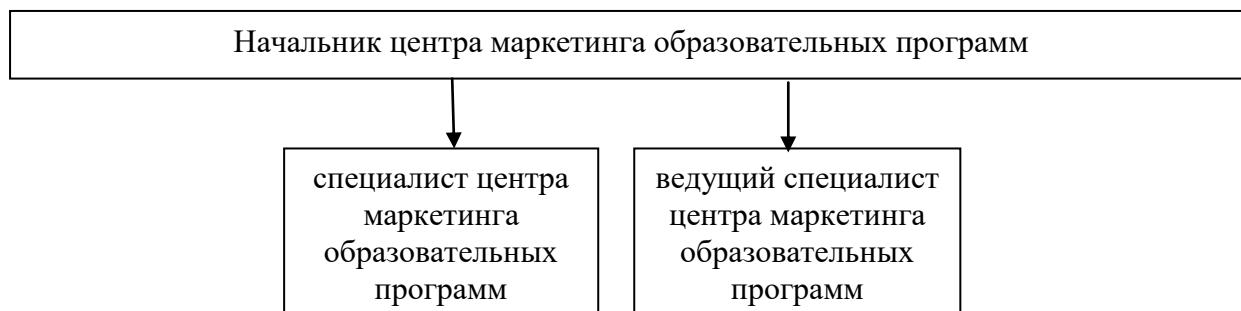 Начальник центра маркетинга образовательных программ
специалист центра
маркетинга
образовательных
программ
ведущий специалист
центра маркетинга
образовательных
программ